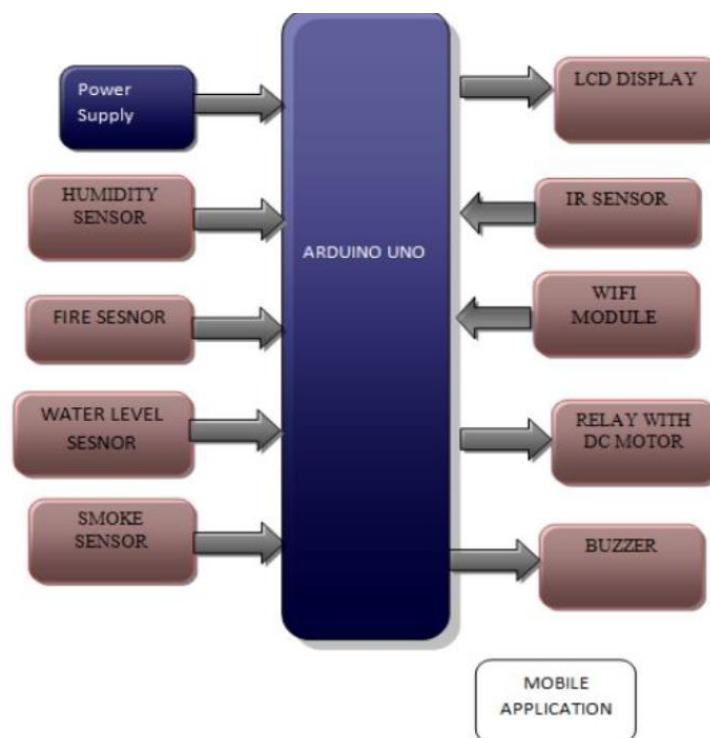 Power
Supply
HUMIDITY
SENSOR
FIRE SESNOR
WATER LEVEL
SESNOR
SMOKE
SENSOR
ARDUINO UNO
LCD DISPLAY
IR SENSOR
WIFI
MODULE
RELAY WITH
DC MOTOR
BUZZER
MOBILE
APPLICATION